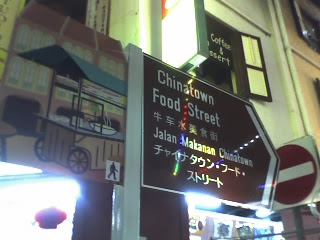 Coffee
&
Dessert
Chinatown
Food Street
牛车水美食街
Jalan Makanan Chinatown
チャイナタウン・フード・
ストリート